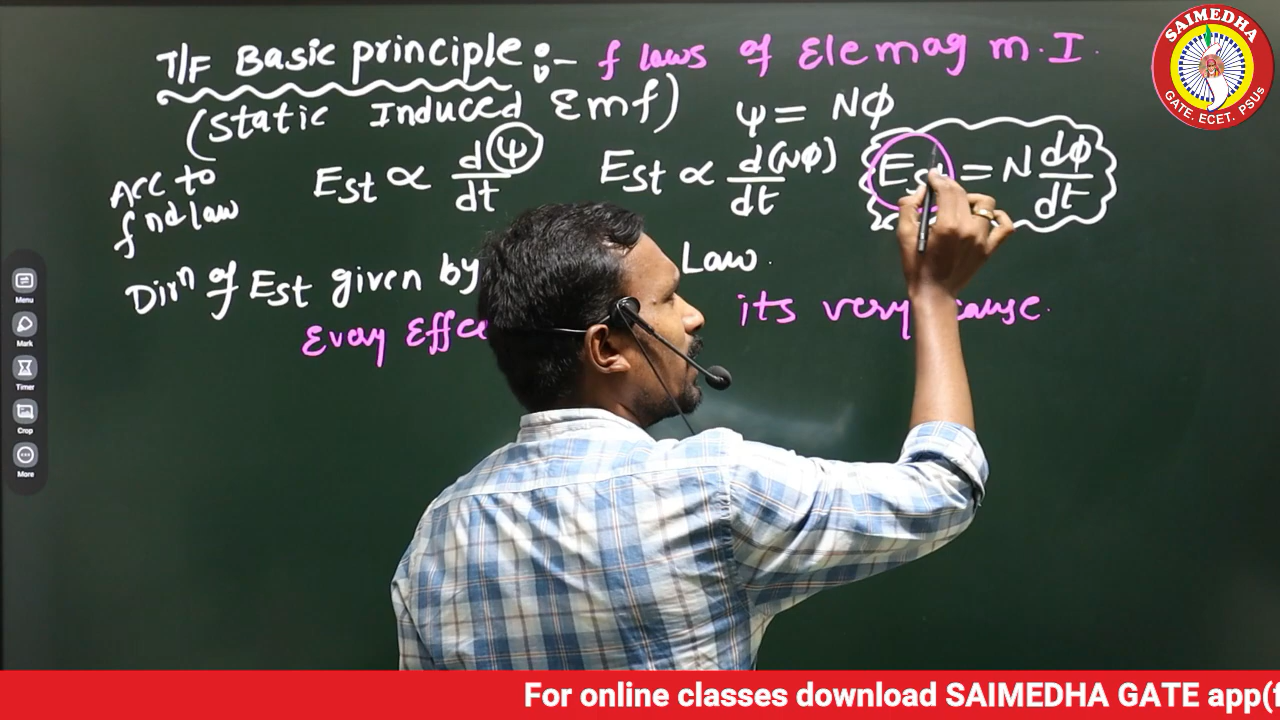 T/F Basic principle :- f laws of Elemag m.I.
(Static Induced Emf) ψ = Nϕ
Acc to
f nd law
Est ∝ d(ψ)/dt Est ∝ d(Nϕ)/dt Est = N dϕ/dt
Dirⁿ of Est given by Law.
Every Effe its very cause.
SAIMEDHA
GATE. ECET. PSUs
Menu
Mark
Timer
Crop
More
For online classes download SAIMEDHA GATE app(